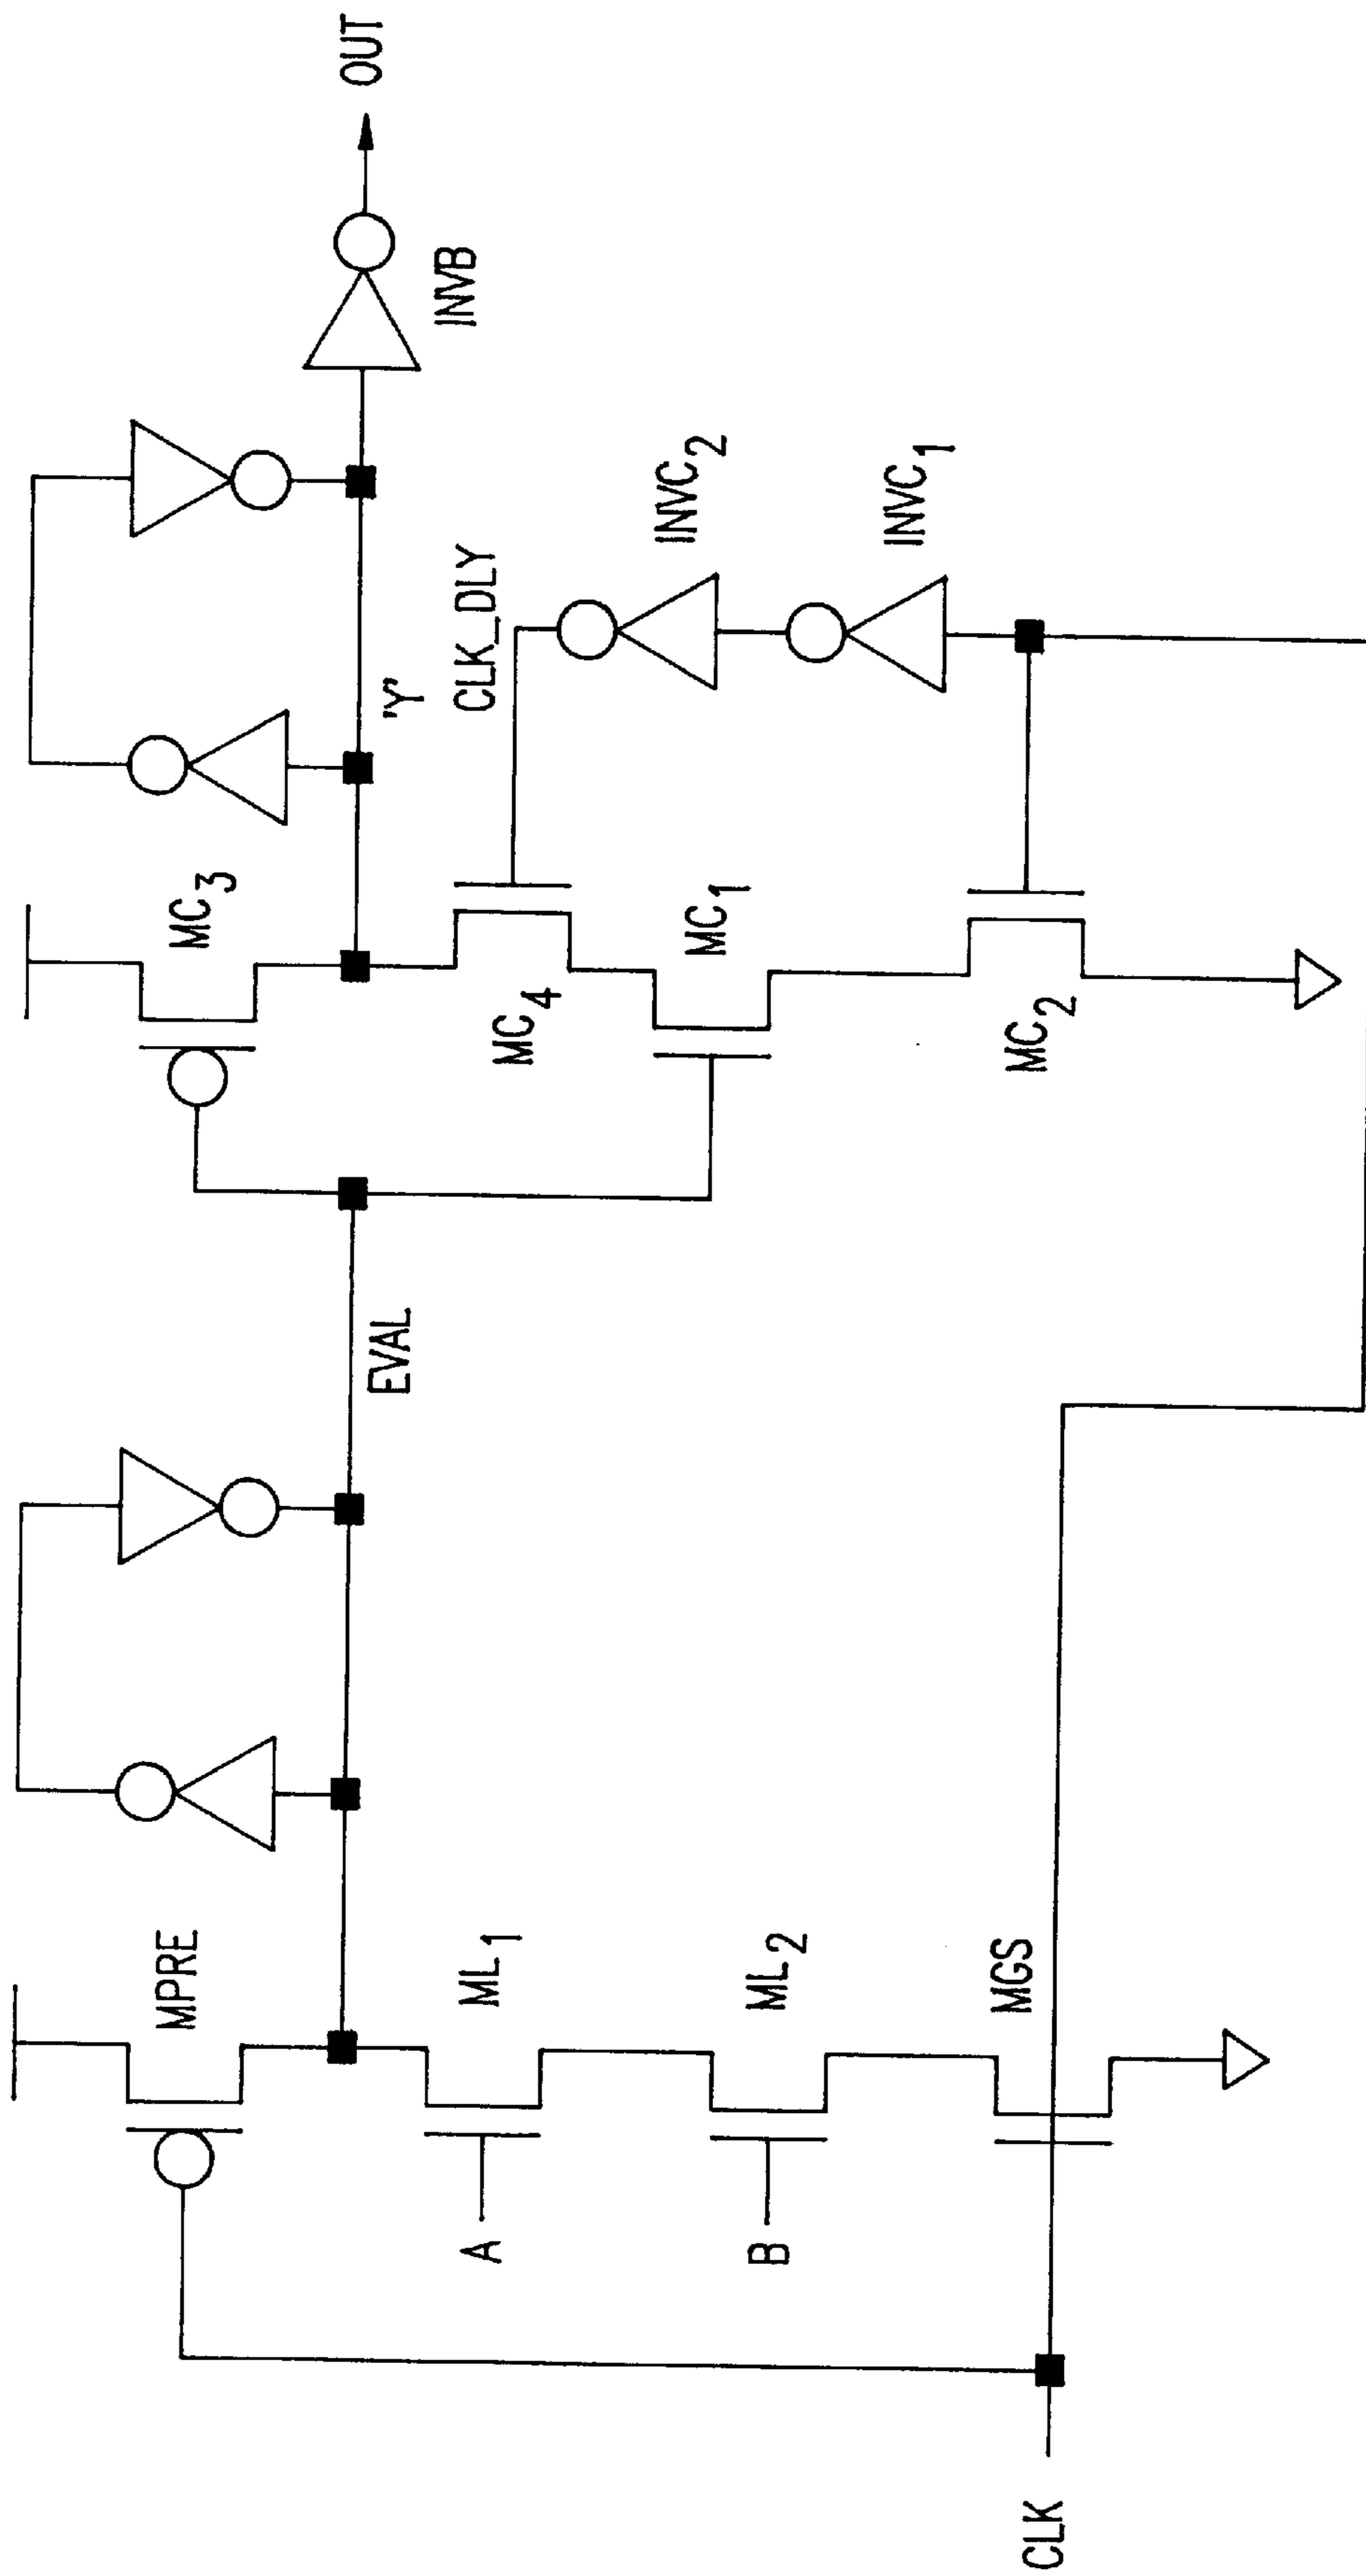 MPRE
MC3
OUT
EVAL
'Y'
INVB
A
ML1
MC4
CLK_DLY
MC1
INVC2
B
ML2
MGS
MC2
INVC1
CLK